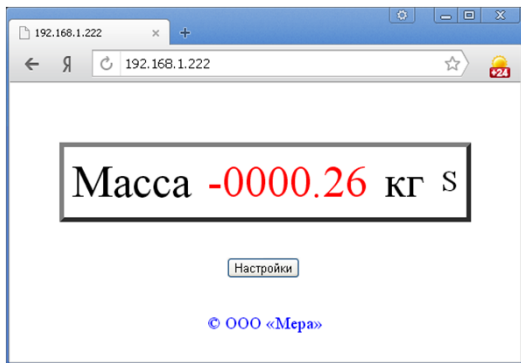 192.168.1.222
Я 192.168.1.222
+24
Масса -0000.26 кг S
Настройки
© ООО «Мера»